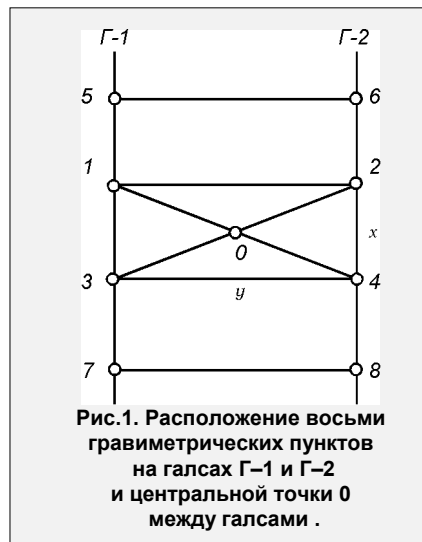 Г-1 Г-2
5 6
1 2
0 x
3 y 4
7 8
Рис.1. Расположение восьми
гравиметрических пунктов
на галсах Г–1 и Г–2
и центральной точки 0
между галсами .